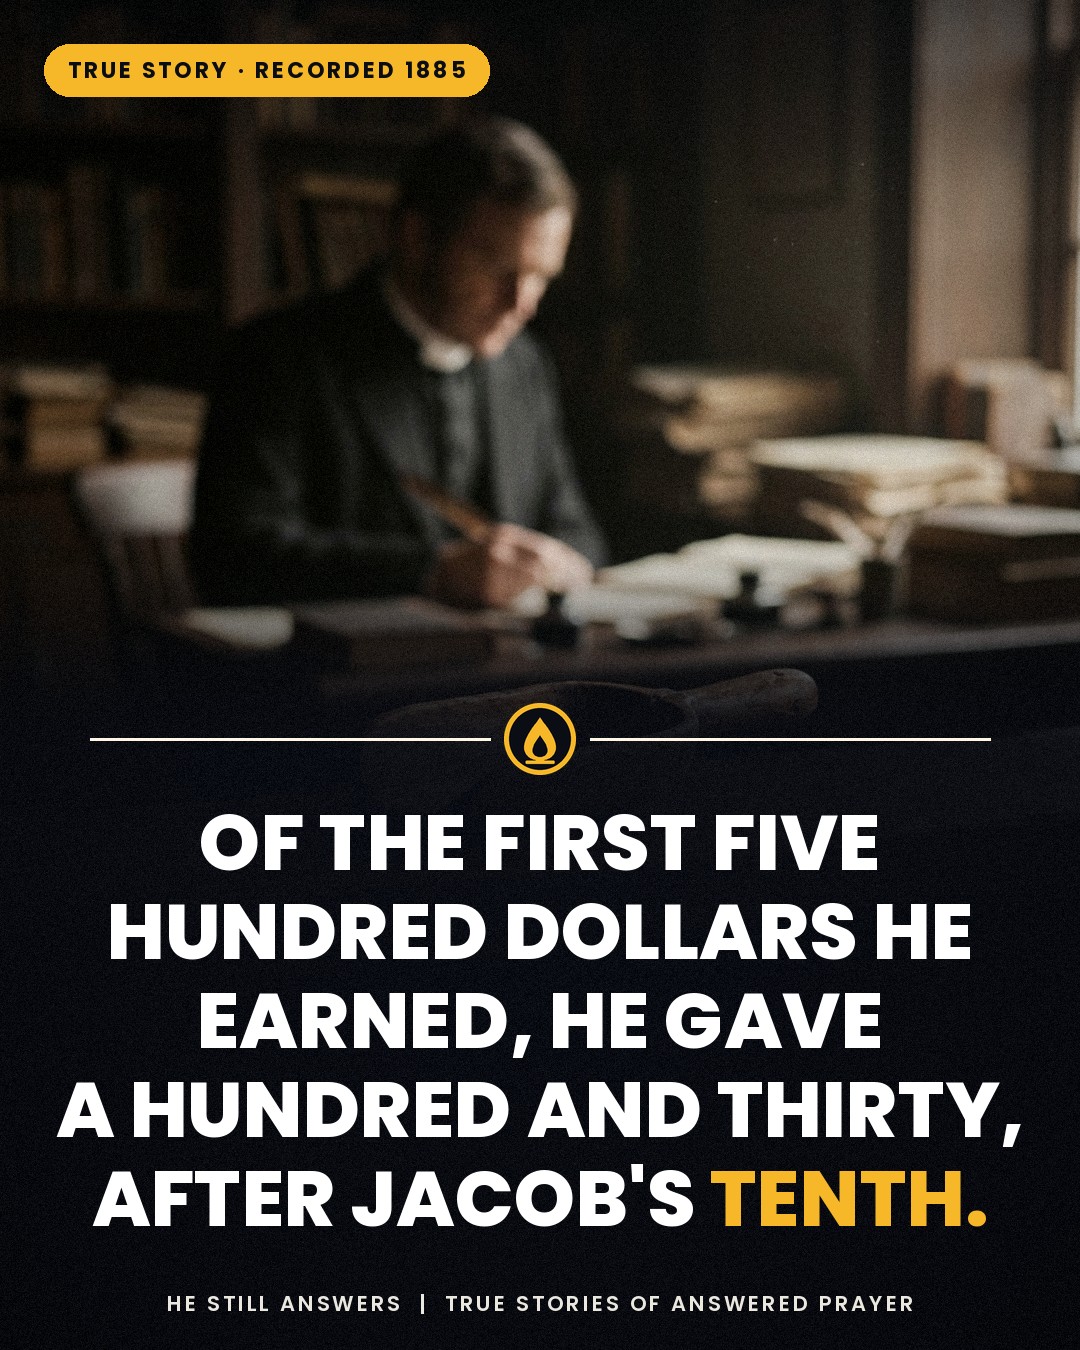 TRUE STORY · RECORDED 1885
OF THE FIRST FIVE
HUNDRED DOLLARS HE
EARNED, HE GAVE
A HUNDRED AND THIRTY,
AFTER JACOB'S TENTH.
HE STILL ANSWERS | TRUE STORIES OF ANSWERED PRAYER